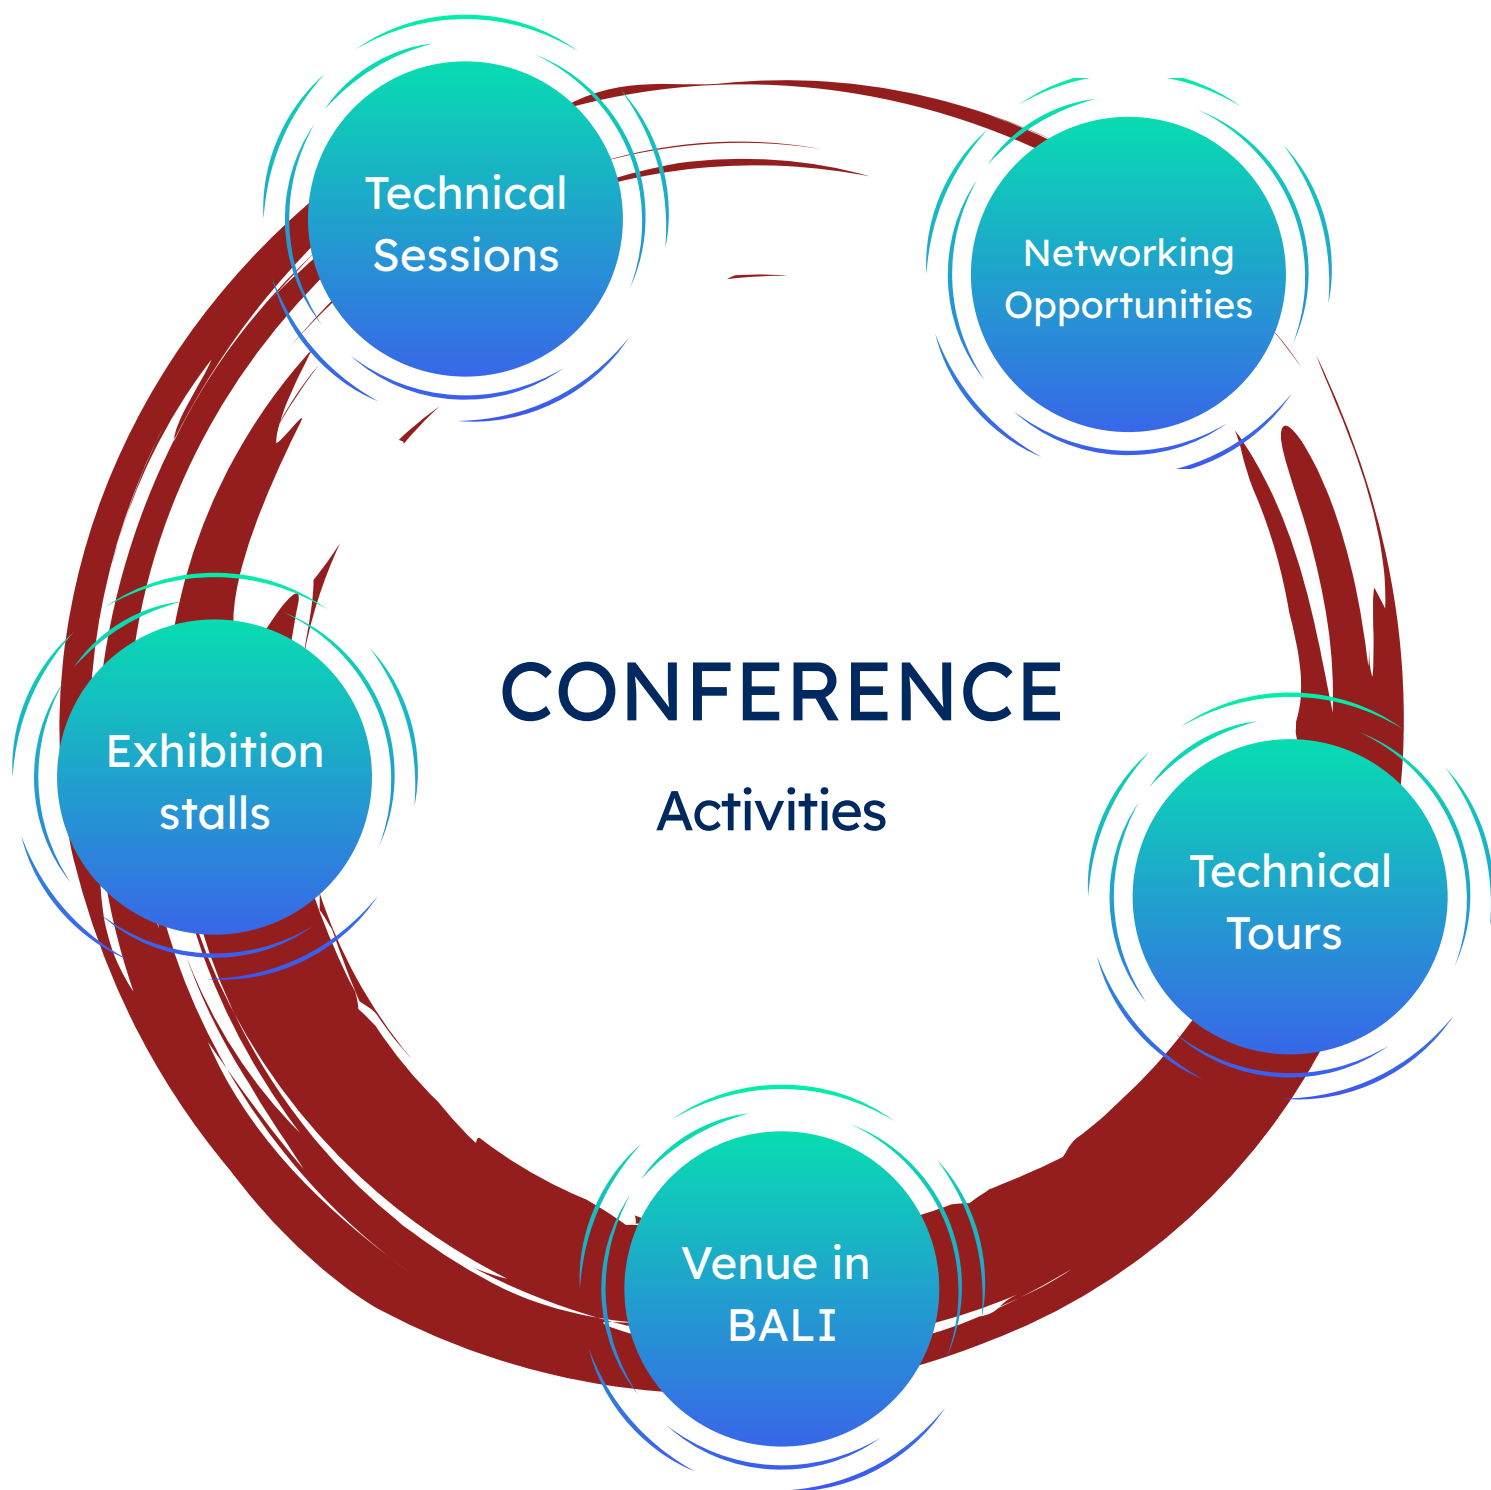 Technical
Sessions
Networking
Opportunities
CONFERENCE
Activities
Exhibition
stalls
Technical
Tours
Venue in
BALI